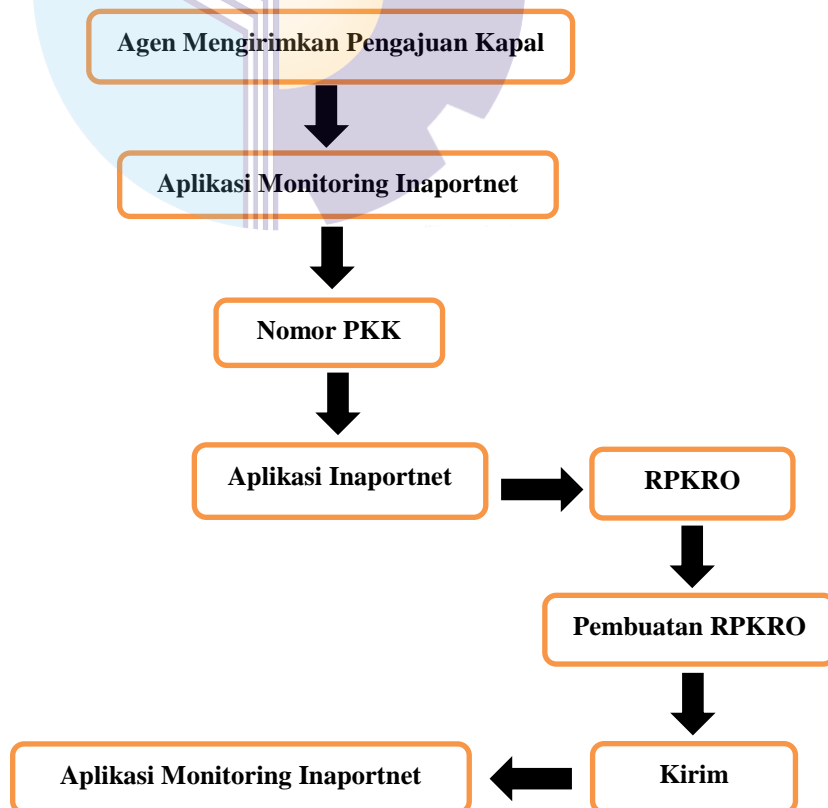 Agen Mengirimkan Pengajuan Kapal
Aplikasi Monitoring Inaportnet
Nomor PKK
Aplikasi Inaportnet
RPKRO
Pembuatan RPKRO
Kirim
Aplikasi Monitoring Inaportnet